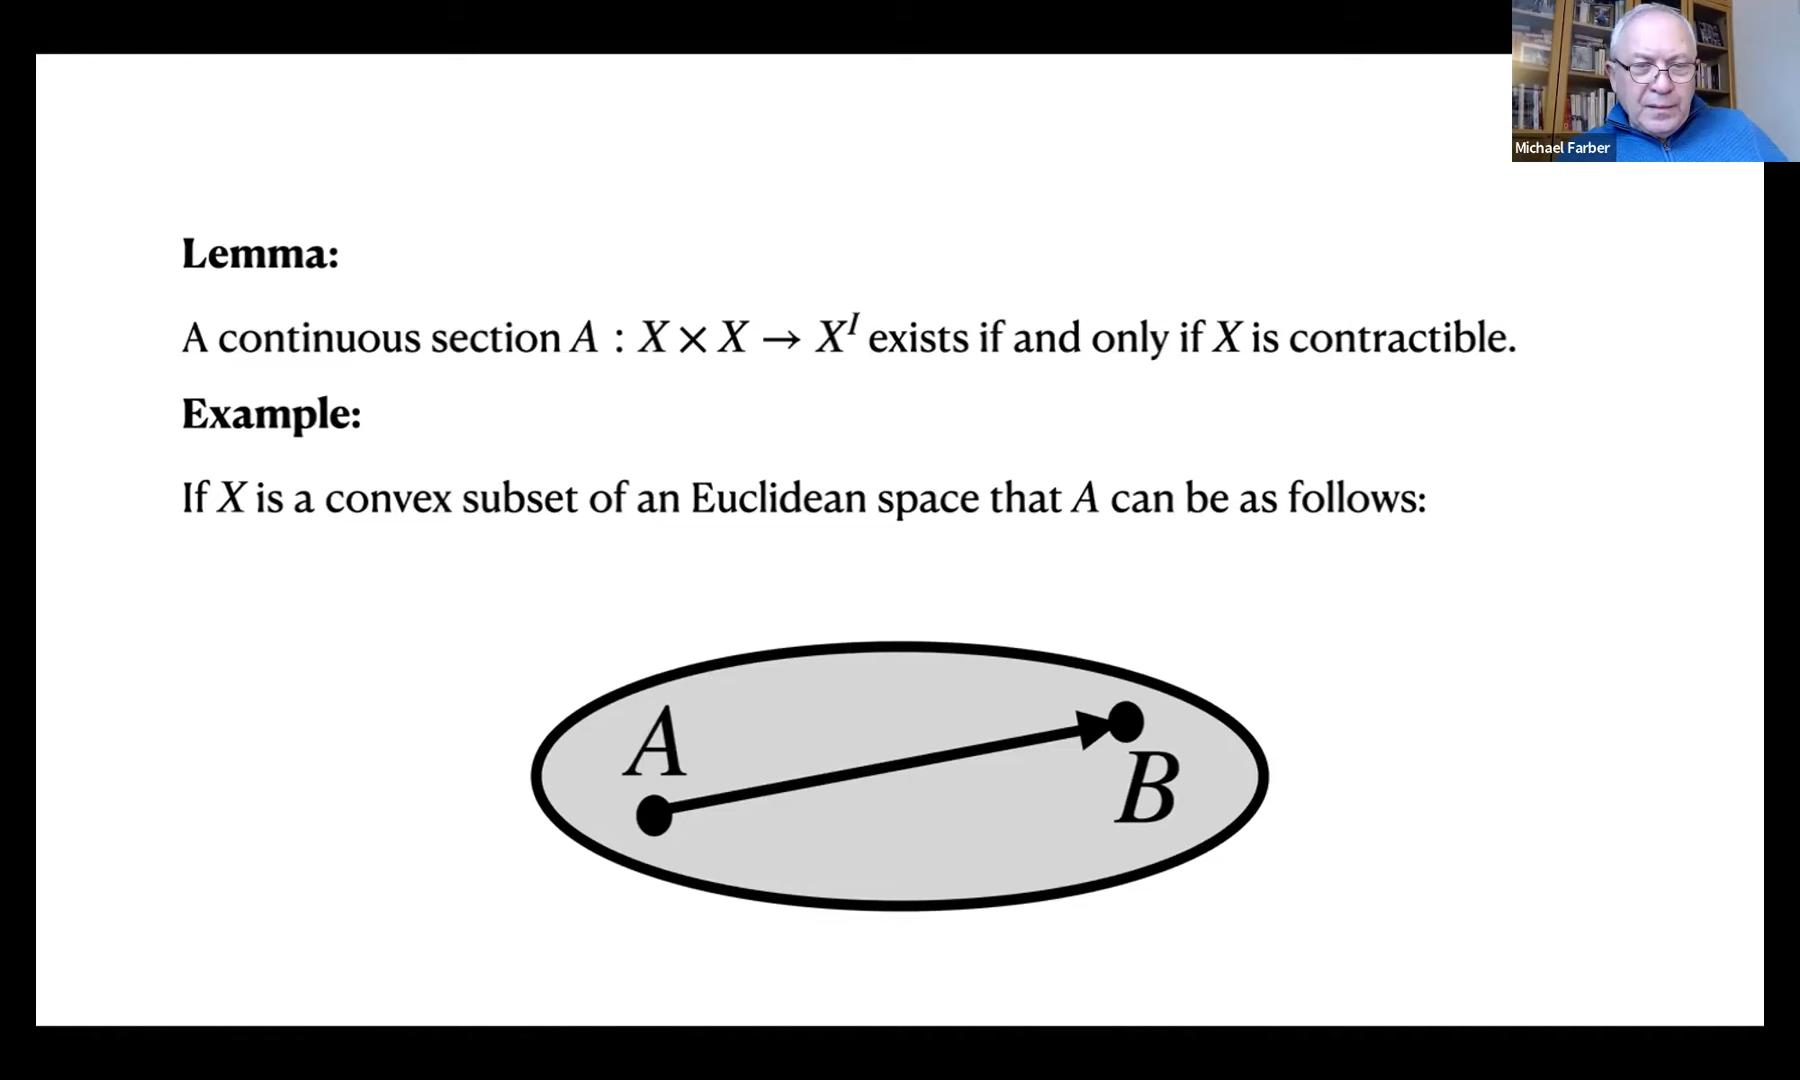 Michael Farber
Lemma:
A continuous section A : X × X → X^I exists if and only if X is contractible.
Example:
If X is a convex subset of an Euclidean space that A can be as follows:
A
B